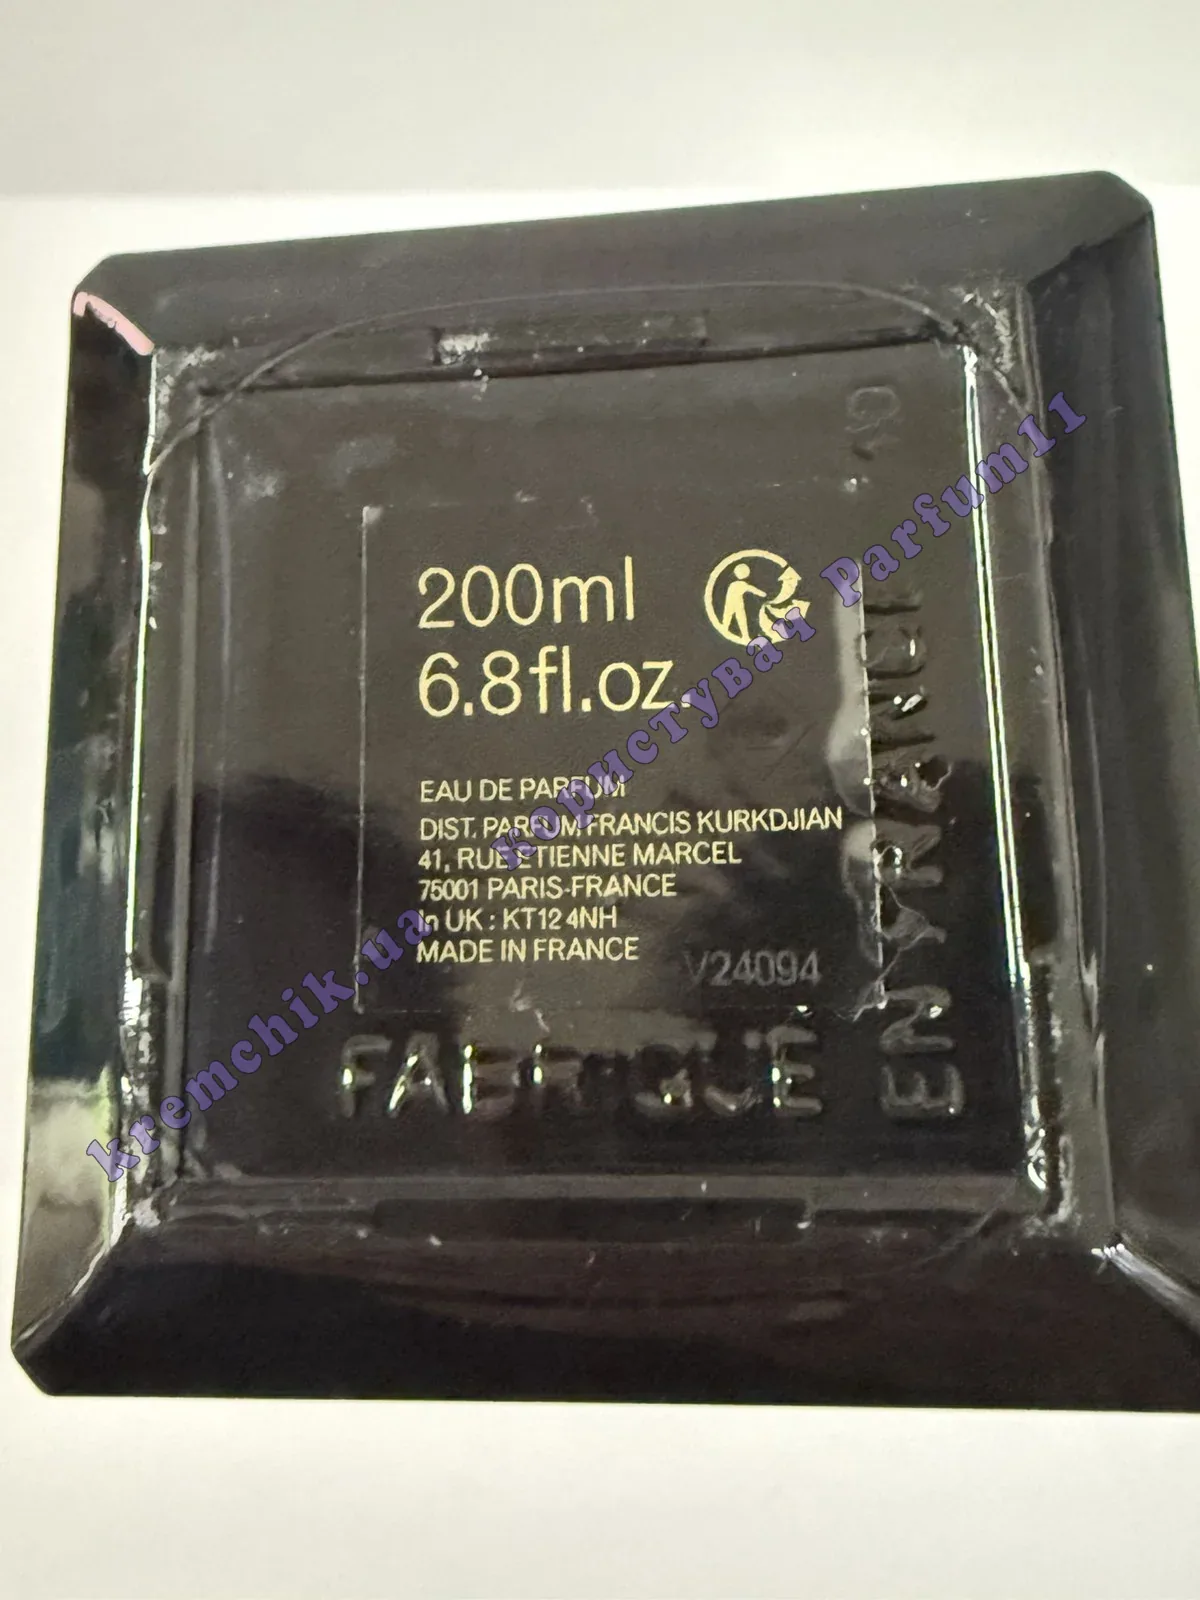 200ml
6.8fl.oz.
EAU DE PARFUM
DIST. PARFUM FRANCIS KURKDJIAN
41, RUE ETIENNE MARCEL
75001 PARIS-FRANCE
In UK : KT12 4NH
MADE IN FRANCE
V24094
FABRIQUÉ
EN FRANCE
kremchik.ua користувач Parfum11